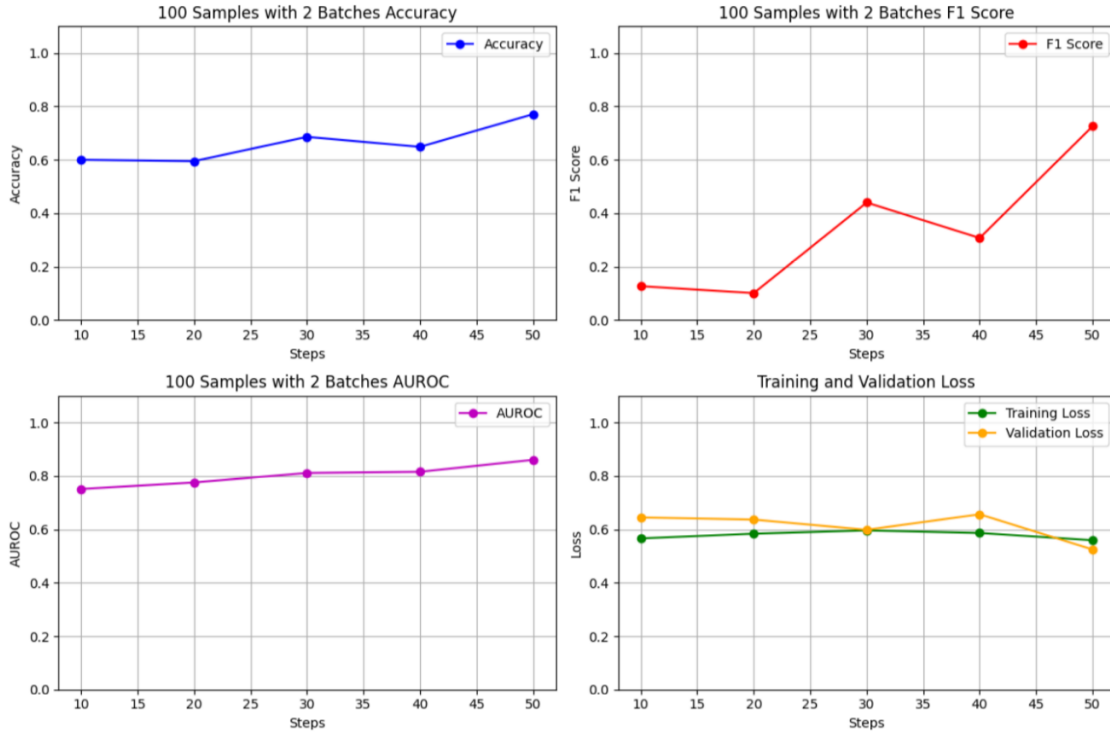 100 Samples with 2 Batches Accuracy
Accuracy
1.0
0.8
0.6
0.4
0.2
0.0
Accuracy
10 15 20 25 30 35 40 45 50
Steps
100 Samples with 2 Batches F1 Score
F1 Score
1.0
0.8
0.6
0.4
0.2
0.0
F1 Score
10 15 20 25 30 35 40 45 50
Steps
100 Samples with 2 Batches AUROC
AUROC
1.0
0.8
0.6
0.4
0.2
0.0
AUROC
10 15 20 25 30 35 40 45 50
Steps
Training and Validation Loss
Training Loss
Validation Loss
1.0
0.8
0.6
0.4
0.2
0.0
Loss
10 15 20 25 30 35 40 45 50
Steps